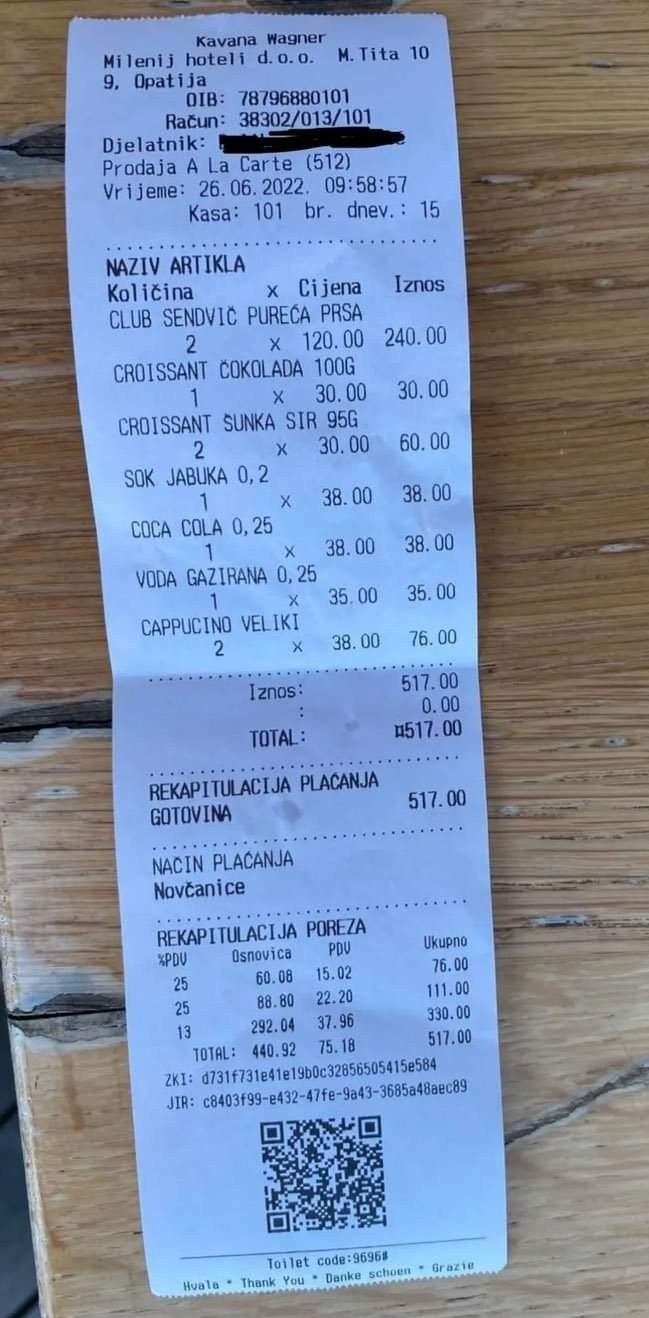 Kavana Wagner
Milenij hoteli d.o.o. M.Tita 10
9, Opatija
OIB: 78796880101
Račun: 38302/013/101
Djelatnik:
Prodaja A La Carte (512)
Vrijeme: 26.06.2022. 09:58:57
Kasa: 101 br. dnev.: 15
NAZIV ARTIKLA
Količina x Cijena Iznos
CLUB SENDVIČ PUREĆA PRSA
2 x 120.00 240.00
CROISSANT ČOKOLADA 100G
1 x 30.00 30.00
CROISSANT ŠUNKA SIR 95G
2 x 30.00 60.00
SOK JABUKA 0,2
1 x 38.00 38.00
COCA COLA 0,25
1 x 38.00 38.00
VODA GAZIRANA 0,25
1 x 35.00 35.00
CAPPUCINO VELIKI
2 x 38.00 76.00
Iznos: 517.00
: 0.00
TOTAL: ¤517.00
REKAPITULACIJA PLAĆANJA
GOTOVINA 517.00
NAČIN PLAĆANJA
Novčanice
REKAPITULACIJA POREZA
%PDV Osnovica PDV Ukupno
25 60.08 15.02 76.00
25 88.80 22.20 111.00
13 292.04 37.96 330.00
TOTAL: 440.92 75.18 517.00
ZKI: d731f731e41e19b0c32856505415e584
JIR: c8403f99-e432-47fe-9a43-3685a48aec89
Toilet code:9696#
Hvala * Thank You * Danke schoen * Grazie